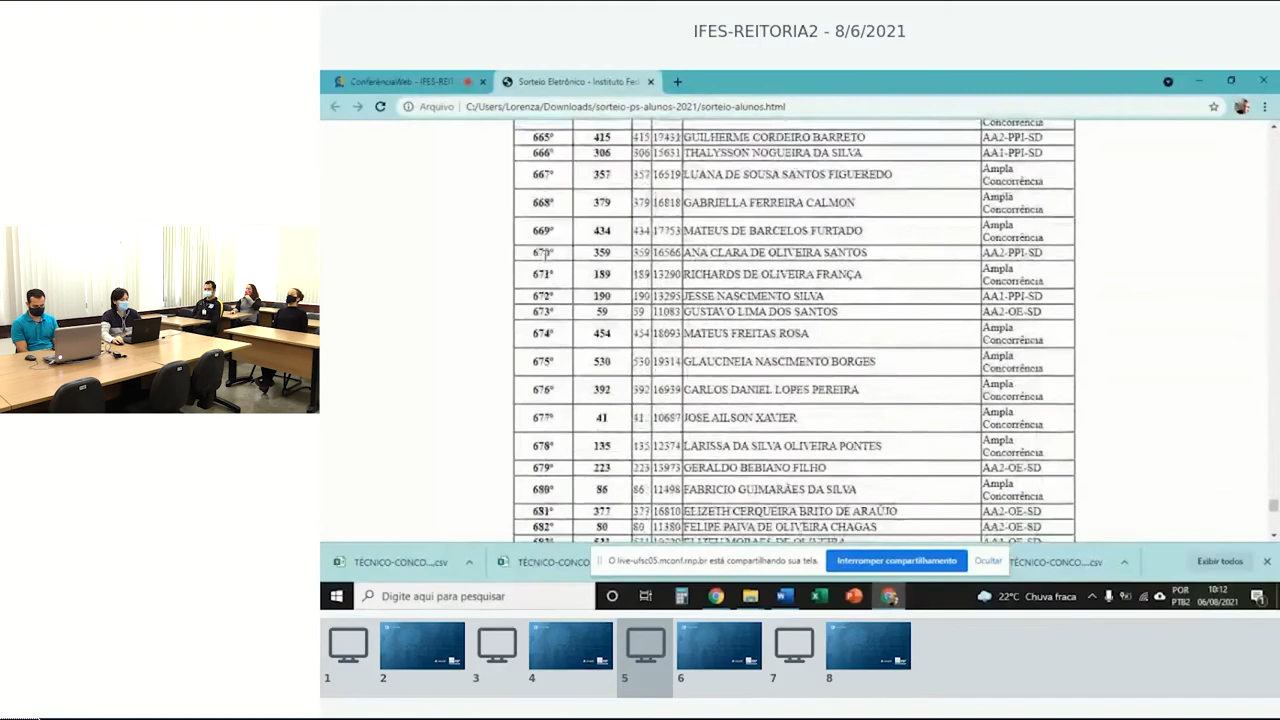 IFES-REITORIA2 - 8/6/2021
ConferênciaWeb - IFES-REIT
Sorteio Eletrônico - Instituto Fed
Arquivo C:/Users/Lorenza/Downloads/sorteio-ps-alunos-2021/sorteio-alunos.html
Concorrência
665º 415 415 17431 GUILHERME CORDEIRO BARRETO AA2-PPI-SD
666º 306 306 15631 THALYSSON NOGUEIRA DA SILVA AA1-PPI-SD
667º 357 357 16519 LUANA DE SOUSA SANTOS FIGUEREDO Ampla
Concorrência
668º 379 379 16818 GABRIELLA FERREIRA CALMON Ampla
Concorrência
669º 434 434 17753 MATEUS DE BARCELOS FURTADO Ampla
Concorrência
670º 359 359 16566 ANA CLARA DE OLIVEIRA SANTOS AA2-PPI-SD
671º 189 189 13290 RICHARDS DE OLIVEIRA FRANÇA Ampla
Concorrência
672º 190 190 13295 JESSE NASCIMENTO SILVA AA1-PPI-SD
673º 59 59 11083 GUSTAVO LIMA DOS SANTOS AA2-OE-SD
674º 454 454 18093 MATEUS FREITAS ROSA Ampla
Concorrência
675º 530 530 19314 GLAUCINEIA NASCIMENTO BORGES Ampla
Concorrência
676º 392 392 16939 CARLOS DANIEL LOPES PEREIRA Ampla
Concorrência
677º 41 41 10687 JOSE AILSON XAVIER Ampla
Concorrência
678º 135 135 12374 LARISSA DA SILVA OLIVEIRA PONTES Ampla
Concorrência
679º 223 223 13973 GERALDO BEBIANO FILHO AA2-OE-SD
680º 86 86 11498 FABRICIO GUIMARÃES DA SILVA Ampla
Concorrência
681º 377 377 16810 ELIZETH CERQUEIRA BRITO DE ARAÚJO AA2-OE-SD
682º 80 80 11380 FELIPE PAIVA DE OLIVEIRA CHAGAS AA2-OE-SD
TÉCNICO-CONCO....csv
TÉCNICO-CONCO
O live-ufsc05.mconf.rnp.br está compartilhando sua tela.
Interromper compartilhamento
Ocultar
TÉCNICO-CONCO....csv
Exibir todos
Digite aqui para pesquisar
22°C Chuva fraca
POR
PTB2
10:12
06/08/2021
1 2 3 4 5 6 7 8